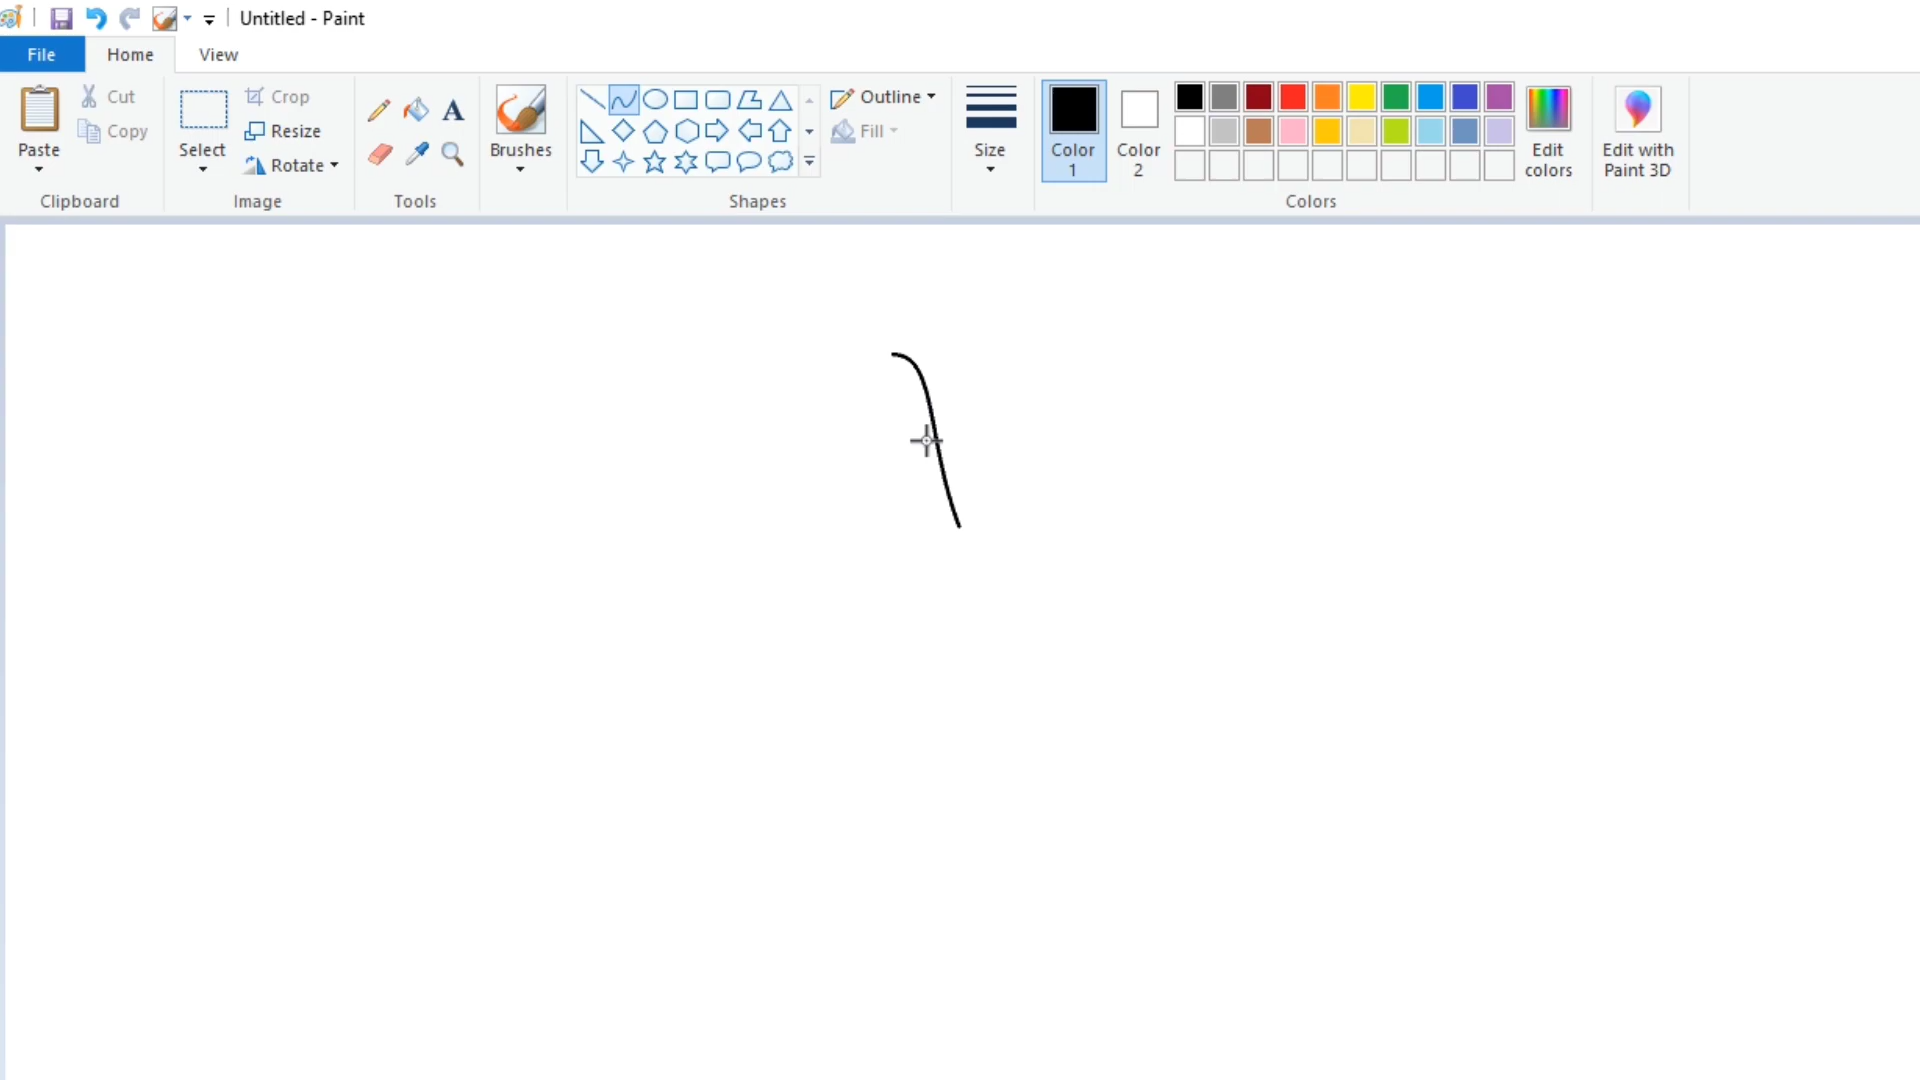 Untitled - Paint
File Home View
Paste Cut Copy Select Crop Resize Rotate A Brushes Outline Fill Size Color 1 Color 2 Edit colors Edit with Paint 3D
Clipboard Image Tools Shapes Colors